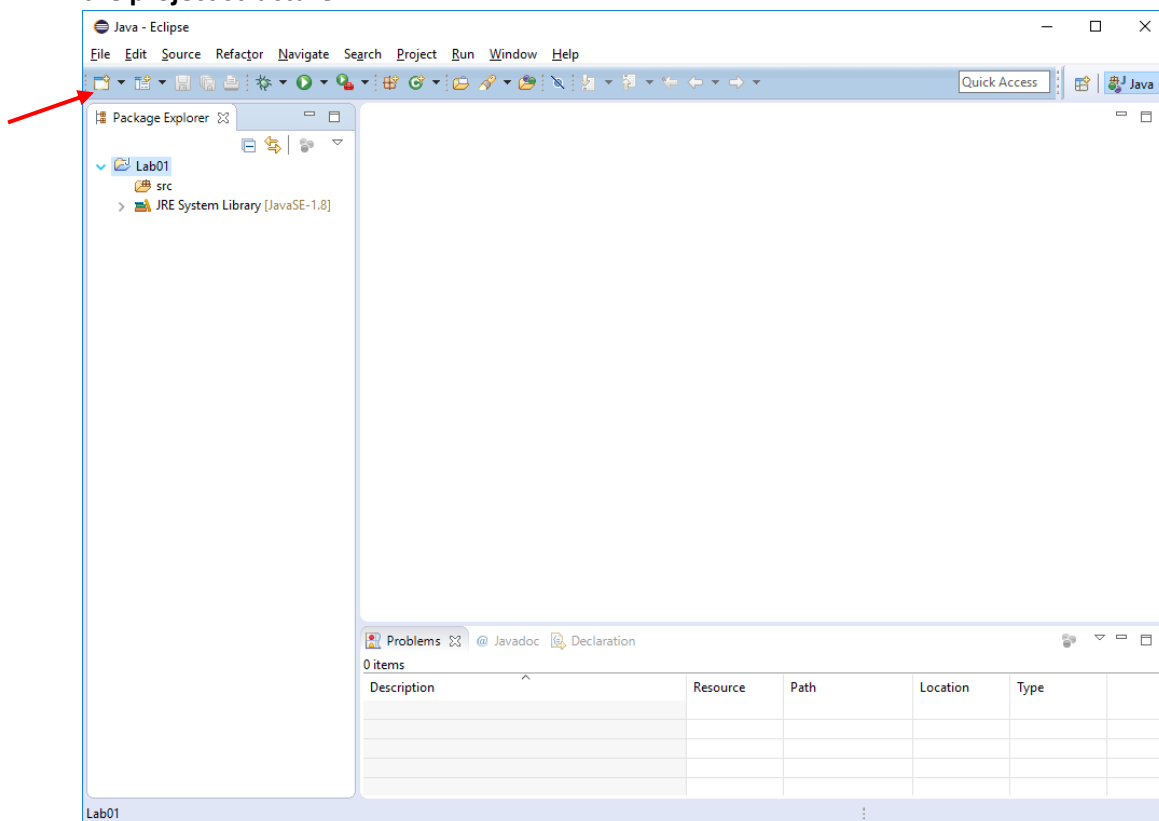 Java - Eclipse
File Edit Source Refactor Navigate Search Project Run Window Help
Quick Access
Java
Package Explorer
Lab01
src
JRE System Library [JavaSE-1.8]
Problems @ Javadoc Declaration
0 items
Description Resource Path Location Type
Lab01